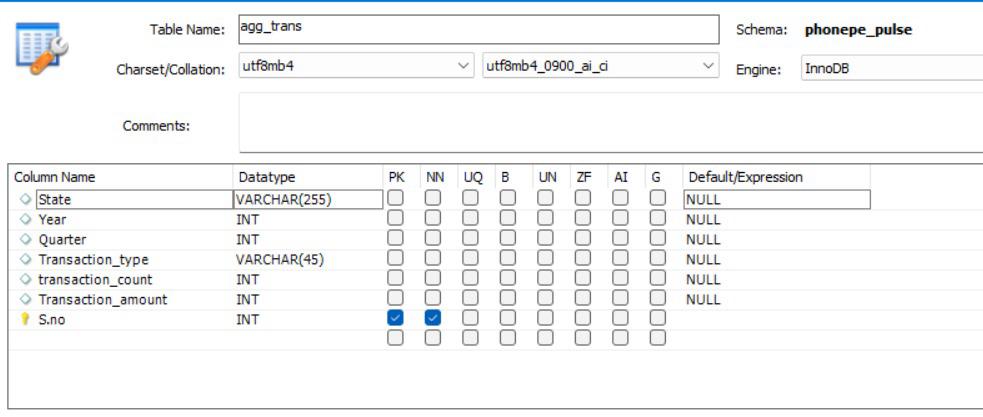 Table Name: agg_trans Schema: phonepe_pulse
Charset/Collation: utf8mb4 utf8mb4_0900_ai_ci Engine: InnoDB
Comments:
Column Name Datatype PK NN UQ B UN ZF AI G Default/Expression
State VARCHAR(255) NULL
Year INT NULL
Quarter INT NULL
Transaction_type VARCHAR(45) NULL
transaction_count INT NULL
Transaction_amount INT NULL
S.no INT